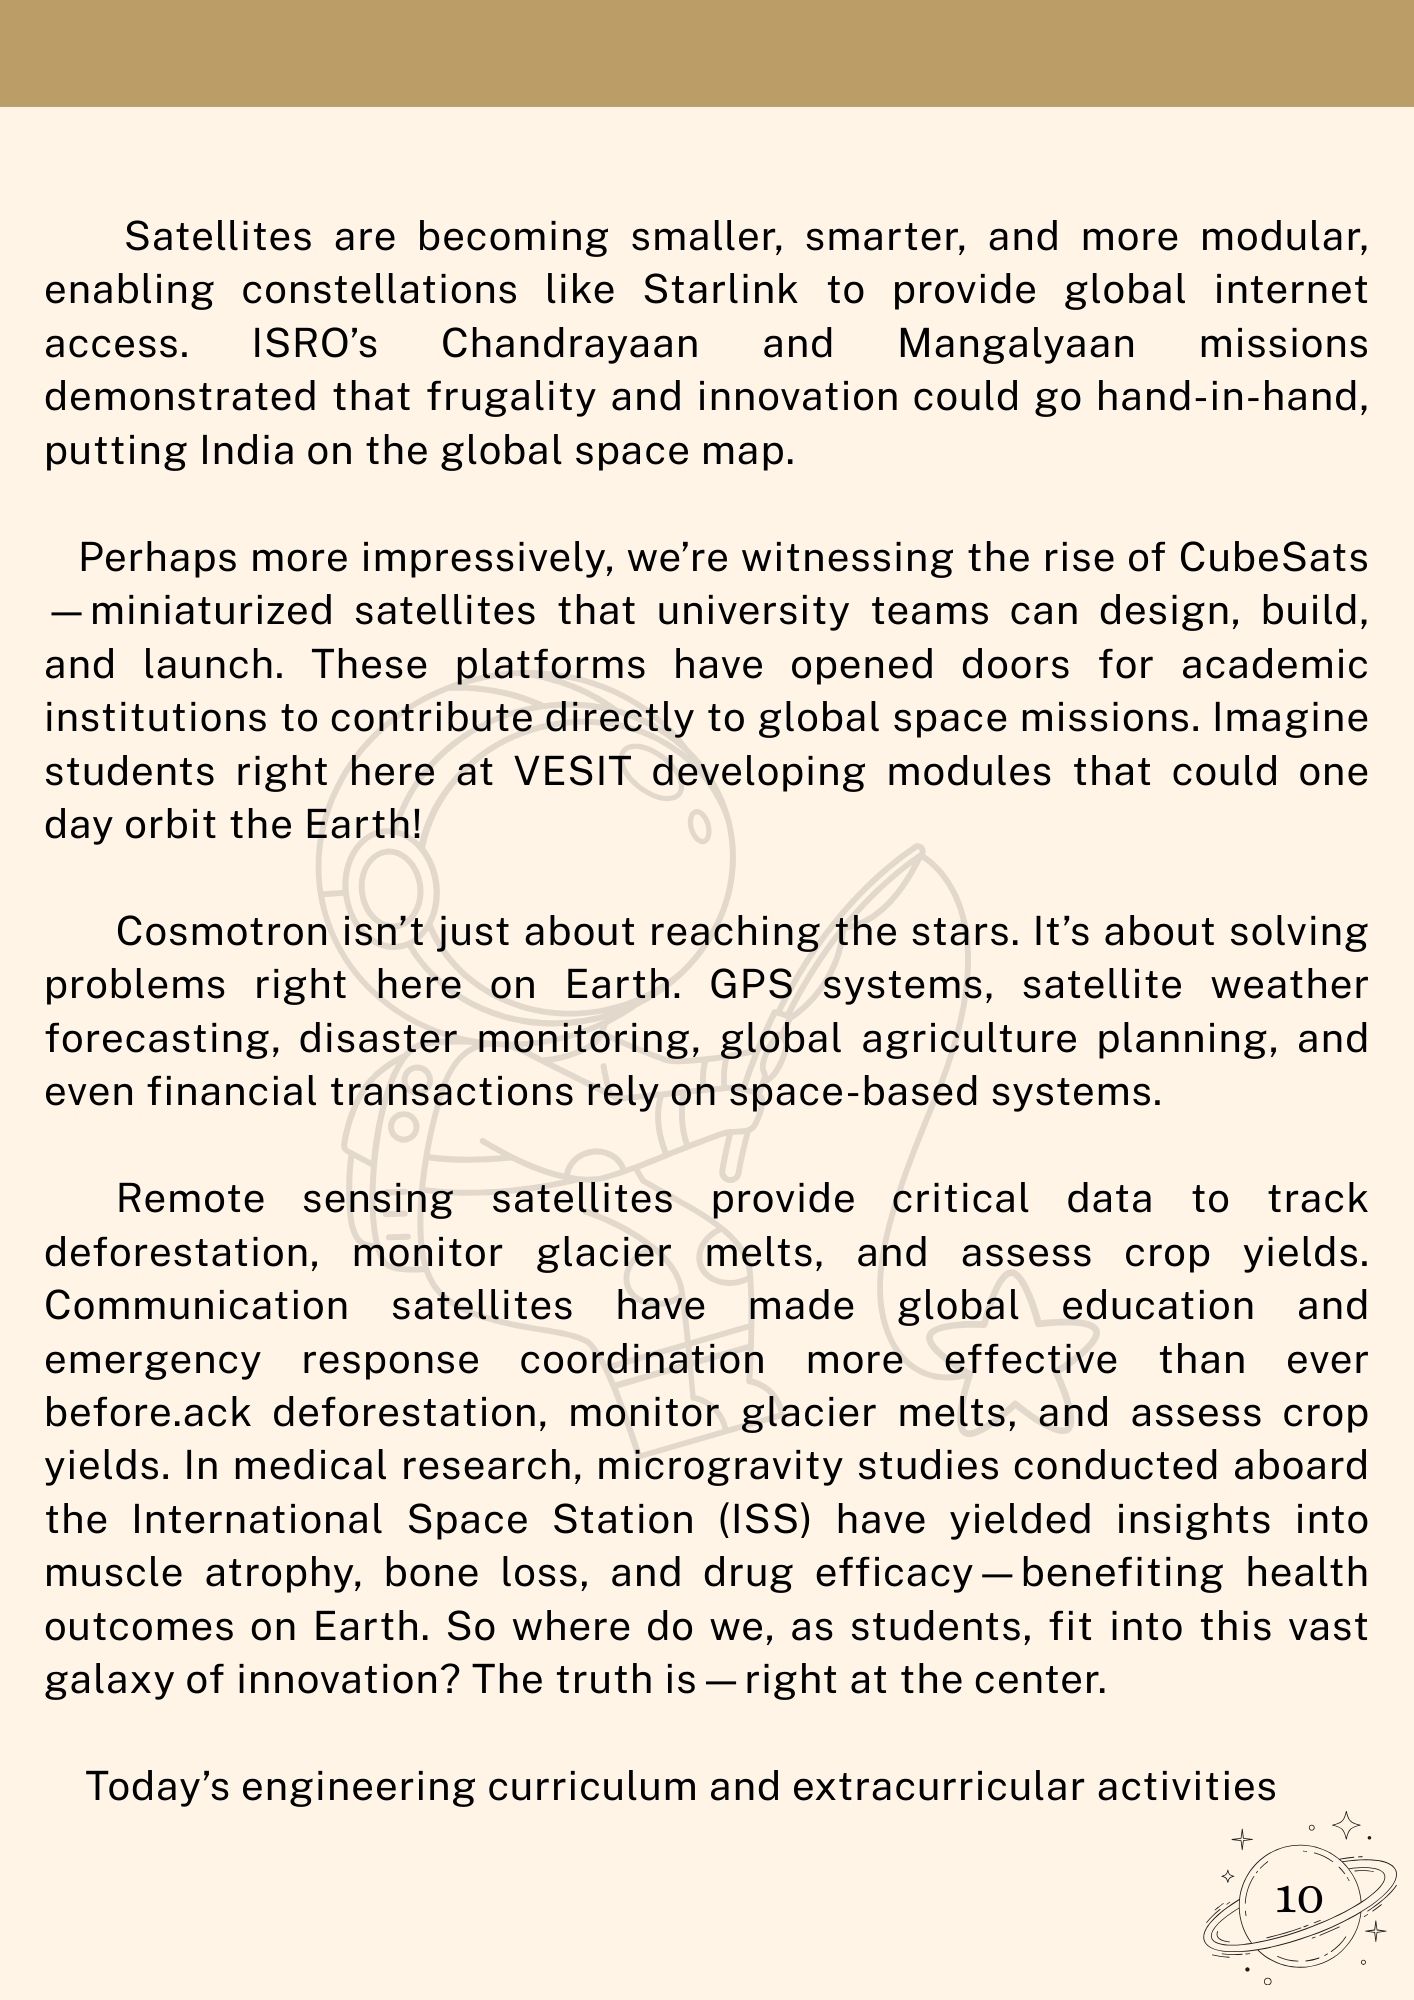 Satellites are becoming smaller, smarter, and more modular,
enabling constellations like Starlink to provide global internet
access. ISRO’s Chandrayaan and Mangalyaan missions
demonstrated that frugality and innovation could go hand-in-hand,
putting India on the global space map.
Perhaps more impressively, we’re witnessing the rise of CubeSats
—miniaturized satellites that university teams can design, build,
and launch. These platforms have opened doors for academic
institutions to contribute directly to global space missions. Imagine
students right here at VESIT developing modules that could one
day orbit the Earth!
Cosmotron isn’t just about reaching the stars. It’s about solving
problems right here on Earth. GPS systems, satellite weather
forecasting, disaster monitoring, global agriculture planning, and
even financial transactions rely on space-based systems.
Remote sensing satellites provide critical data to track
deforestation, monitor glacier melts, and assess crop yields.
Communication satellites have made global education and
emergency response coordination more effective than ever
before.ack deforestation, monitor glacier melts, and assess crop
yields. In medical research, microgravity studies conducted aboard
the International Space Station (ISS) have yielded insights into
muscle atrophy, bone loss, and drug efficacy—benefiting health
outcomes on Earth. So where do we, as students, fit into this vast
galaxy of innovation? The truth is—right at the center.
Today’s engineering curriculum and extracurricular activities
10